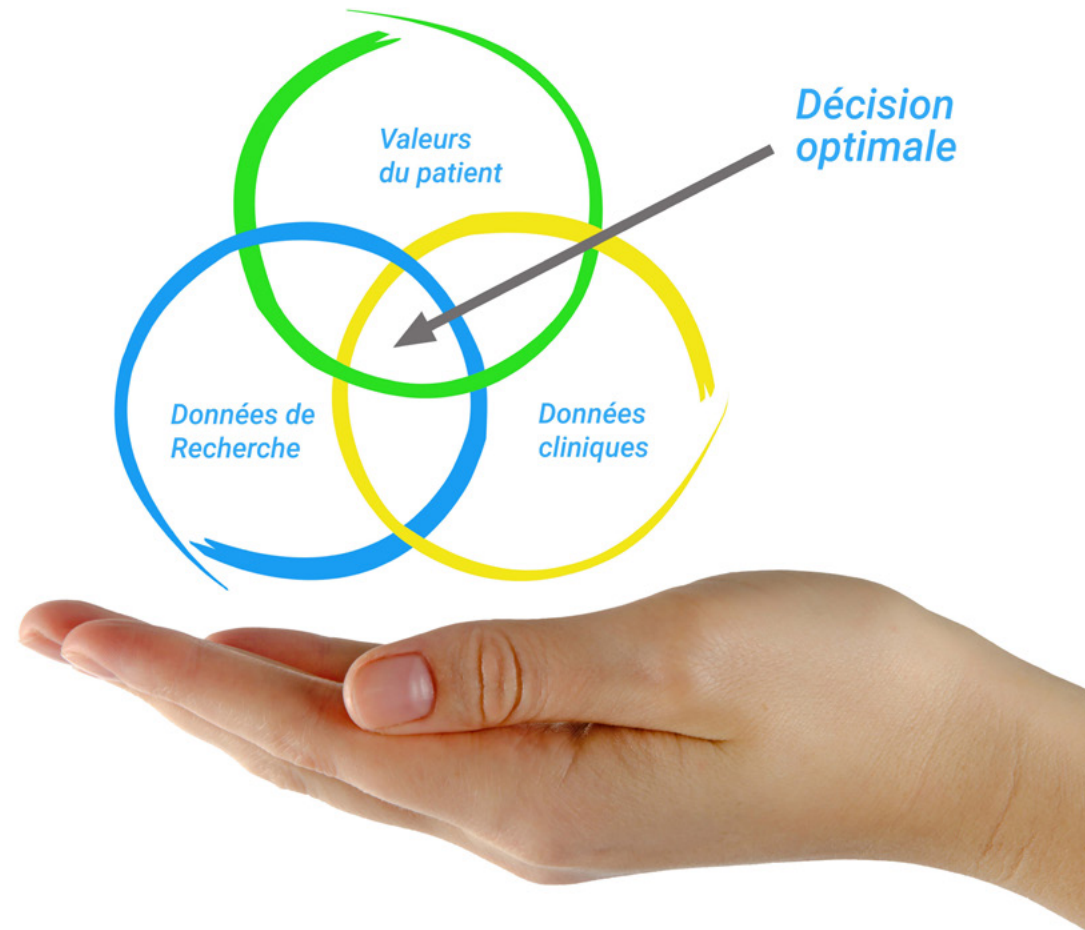 Décision
optimale
Valeurs
du patient
Données de
Recherche
Données
cliniques